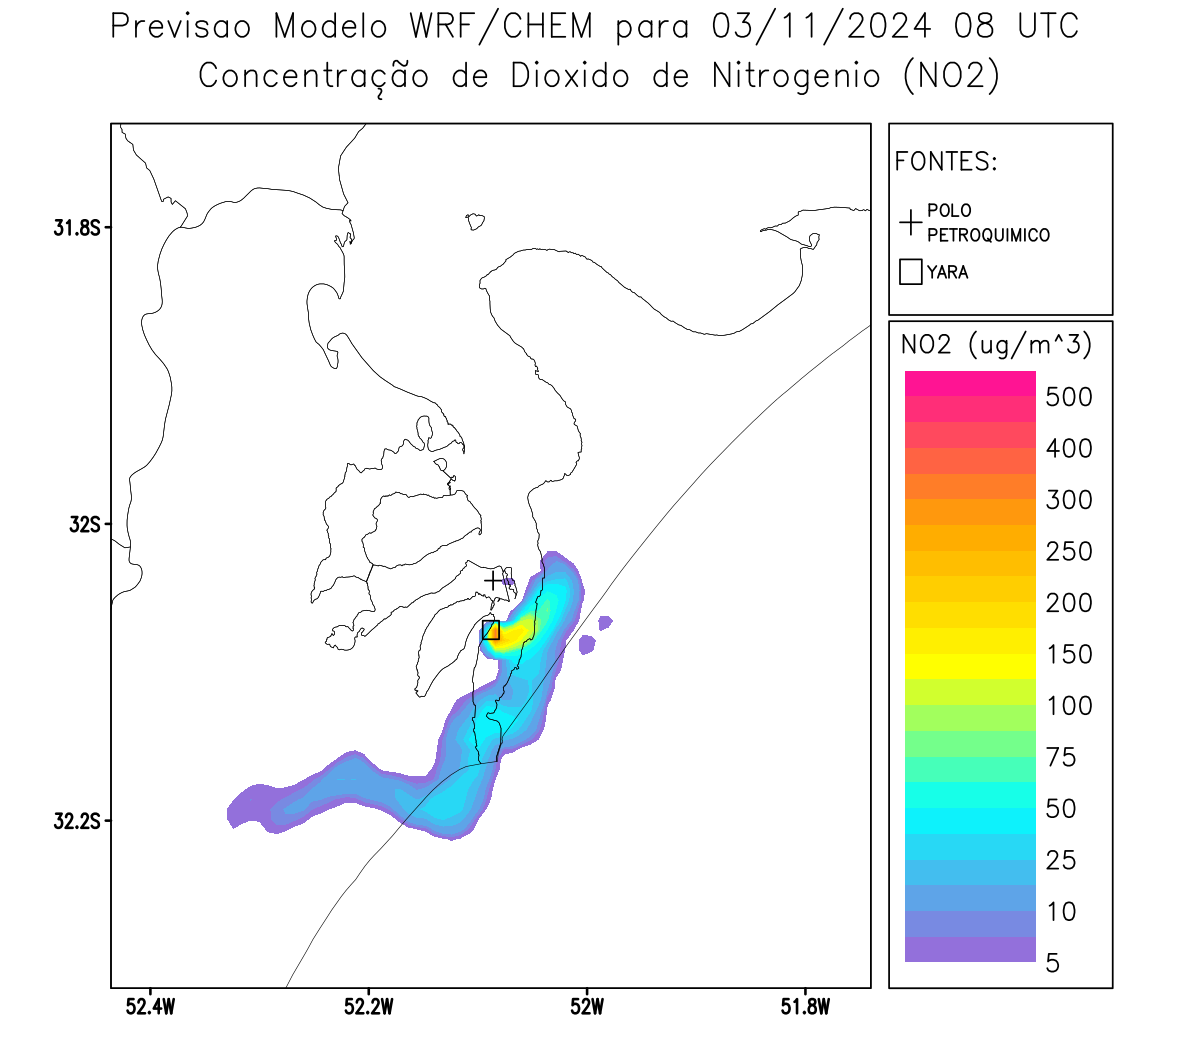 Previsao Modelo WRF/CHEM para 03/11/2024 08 UTC
Concentração de Dioxido de Nitrogenio (NO2)
FONTES:
POLO
PETROQUIMICO
YARA
NO2 (ug/m^3)
500
400
300
250
200
150
100
75
50
25
10
5
31.8S
32S
32.2S
52.4W
52.2W
52W
51.8W